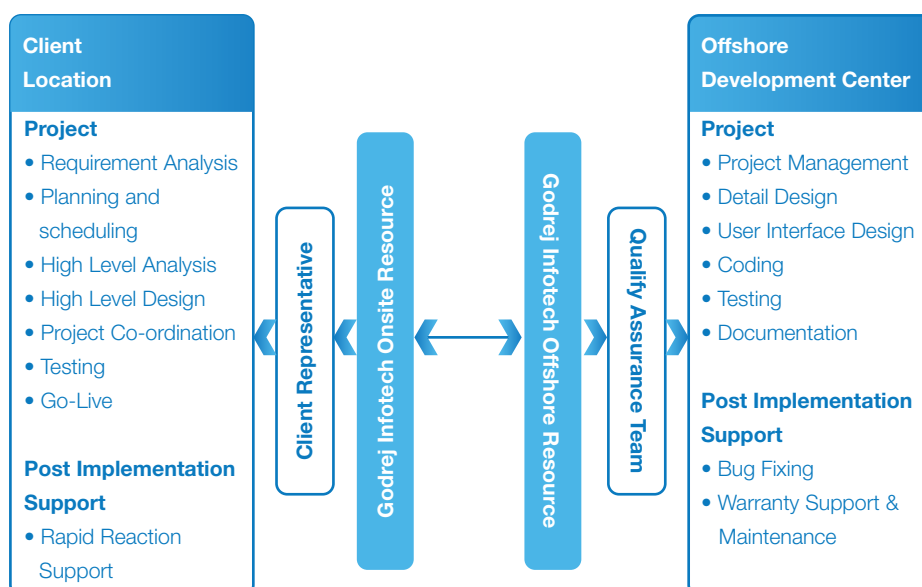 Client
Location
Project
• Requirement Analysis
• Planning and
scheduling
• High Level Analysis
• High Level Design
• Project Co-ordination
• Testing
• Go-Live
Post Implementation
Support
• Rapid Reaction
Support
Client Representative
Godrej Infotech Onsite Resource
Godrej Infotech Offshore Resource
Qualify Assurance Team
Offshore
Development Center
Project
• Project Management
• Detail Design
• User Interface Design
• Coding
• Testing
• Documentation
Post Implementation
Support
• Bug Fixing
• Warranty Support &
Maintenance